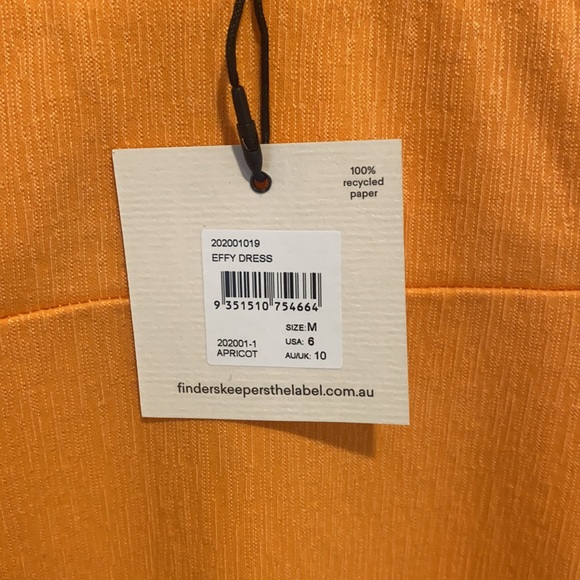 100%
recycled
paper
202001019
EFFY DRESS
9 351510 754664
SIZE: M
202001-1 USA: 6
APRICOT AU/UK: 10
finderskeepersthelabel.com.au